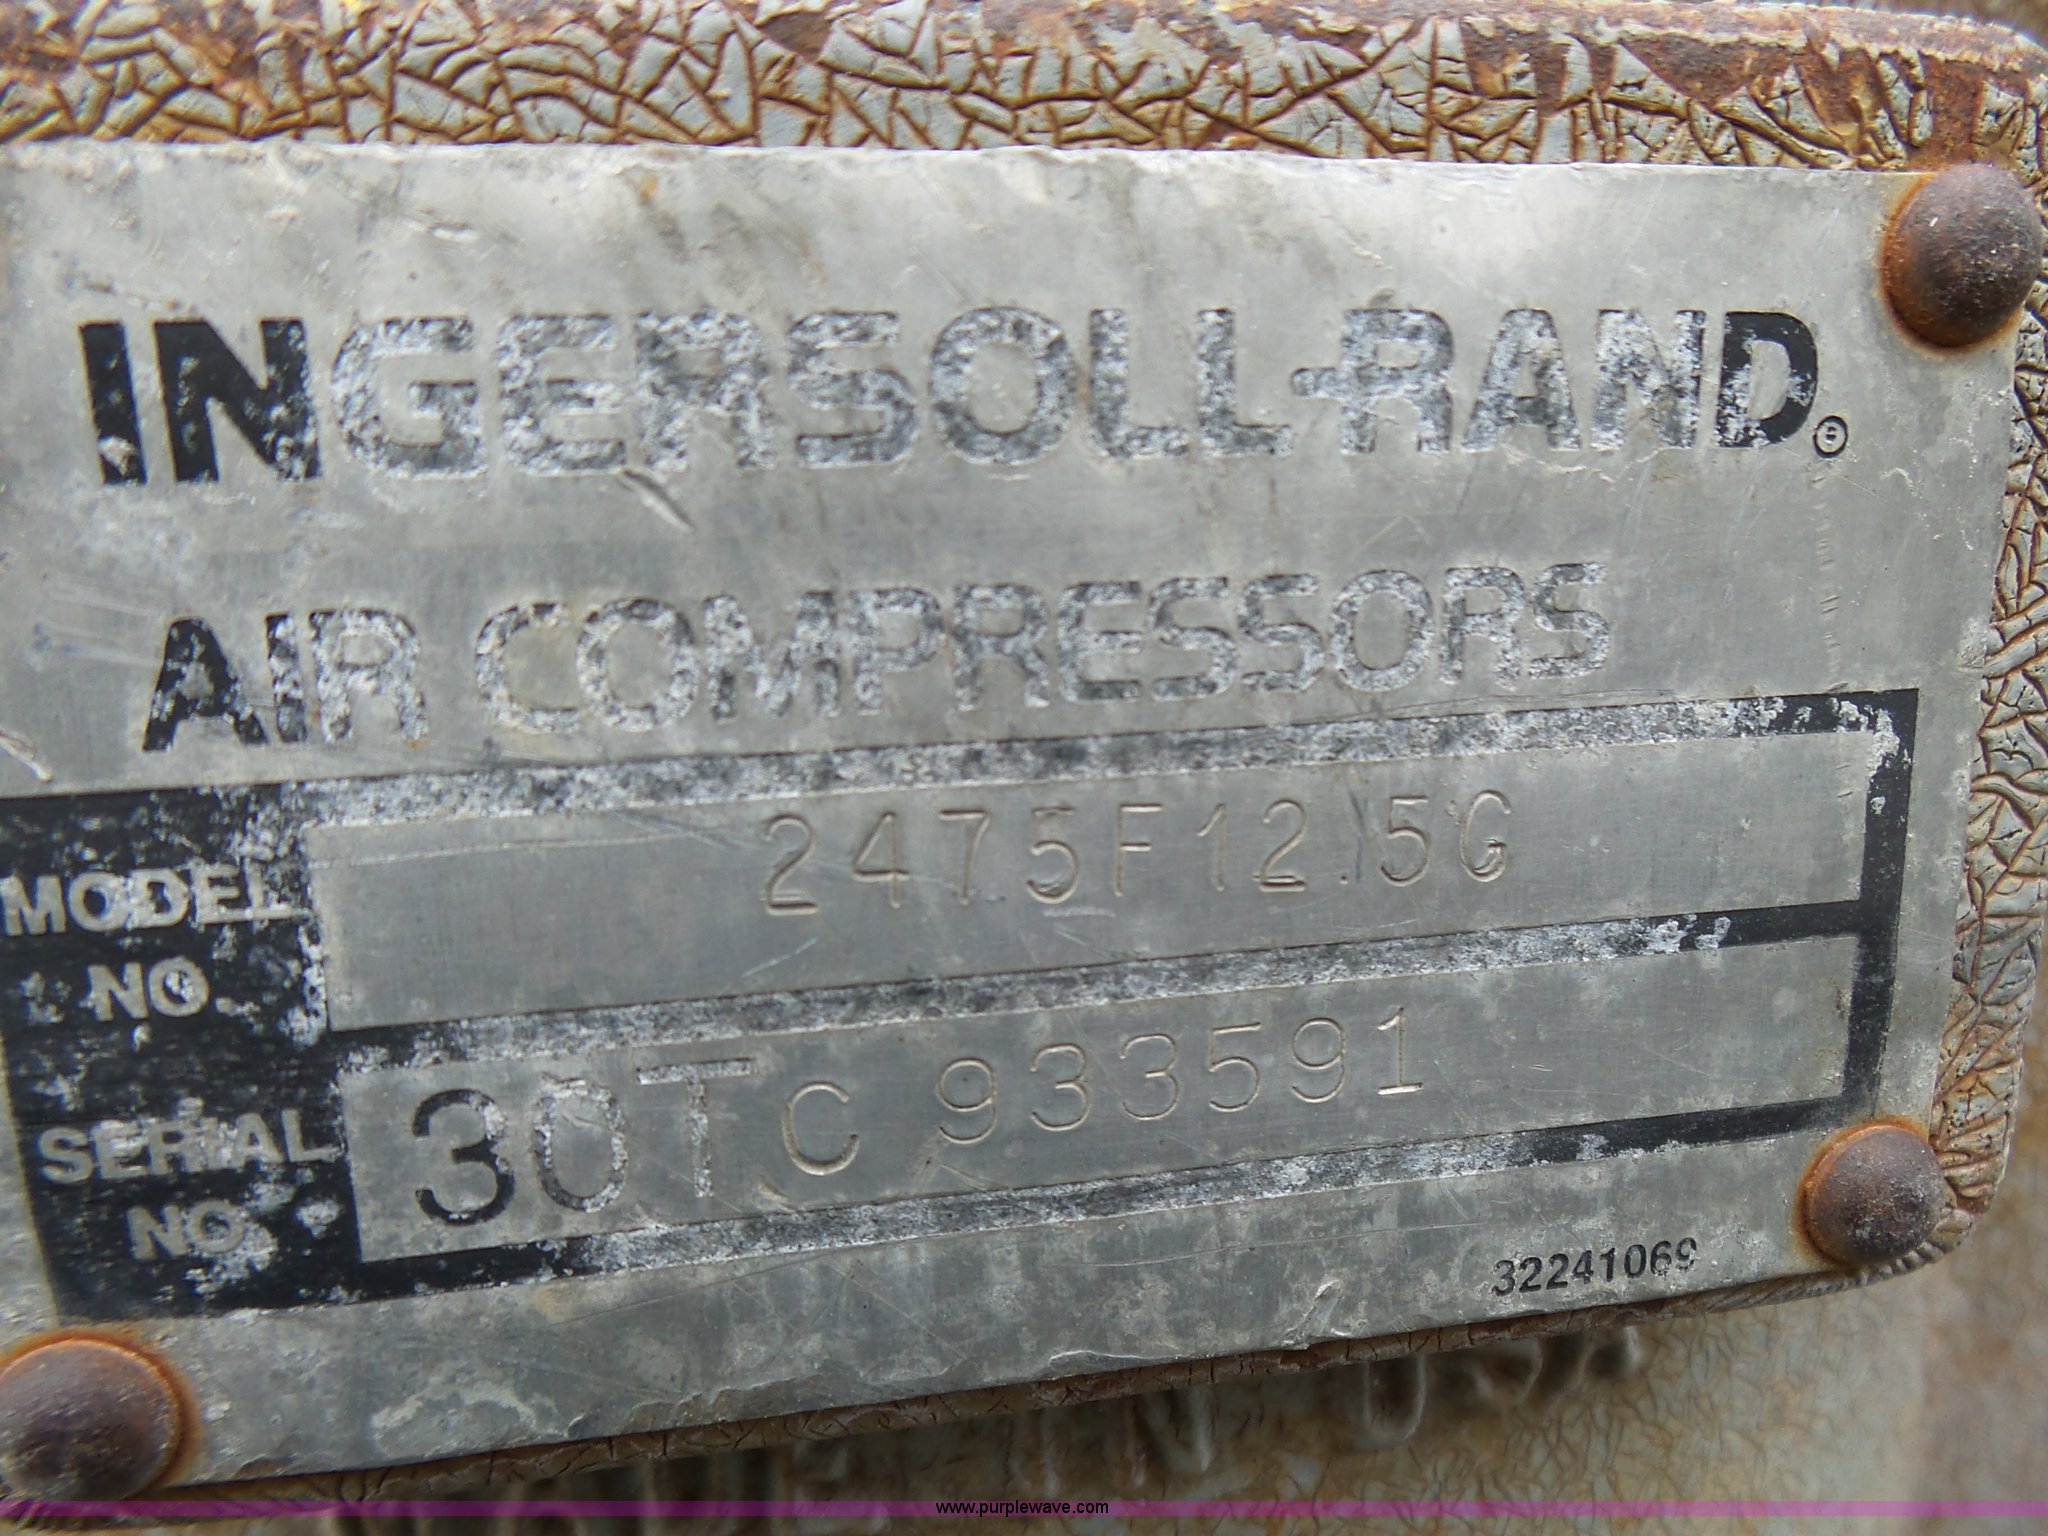 INGERSOLL-RAND®
AIR COMPRESSORS
MODEL NO. 2475F12.5G
SERIAL NO. 30TC 933591
32241069
www.purplewave.com